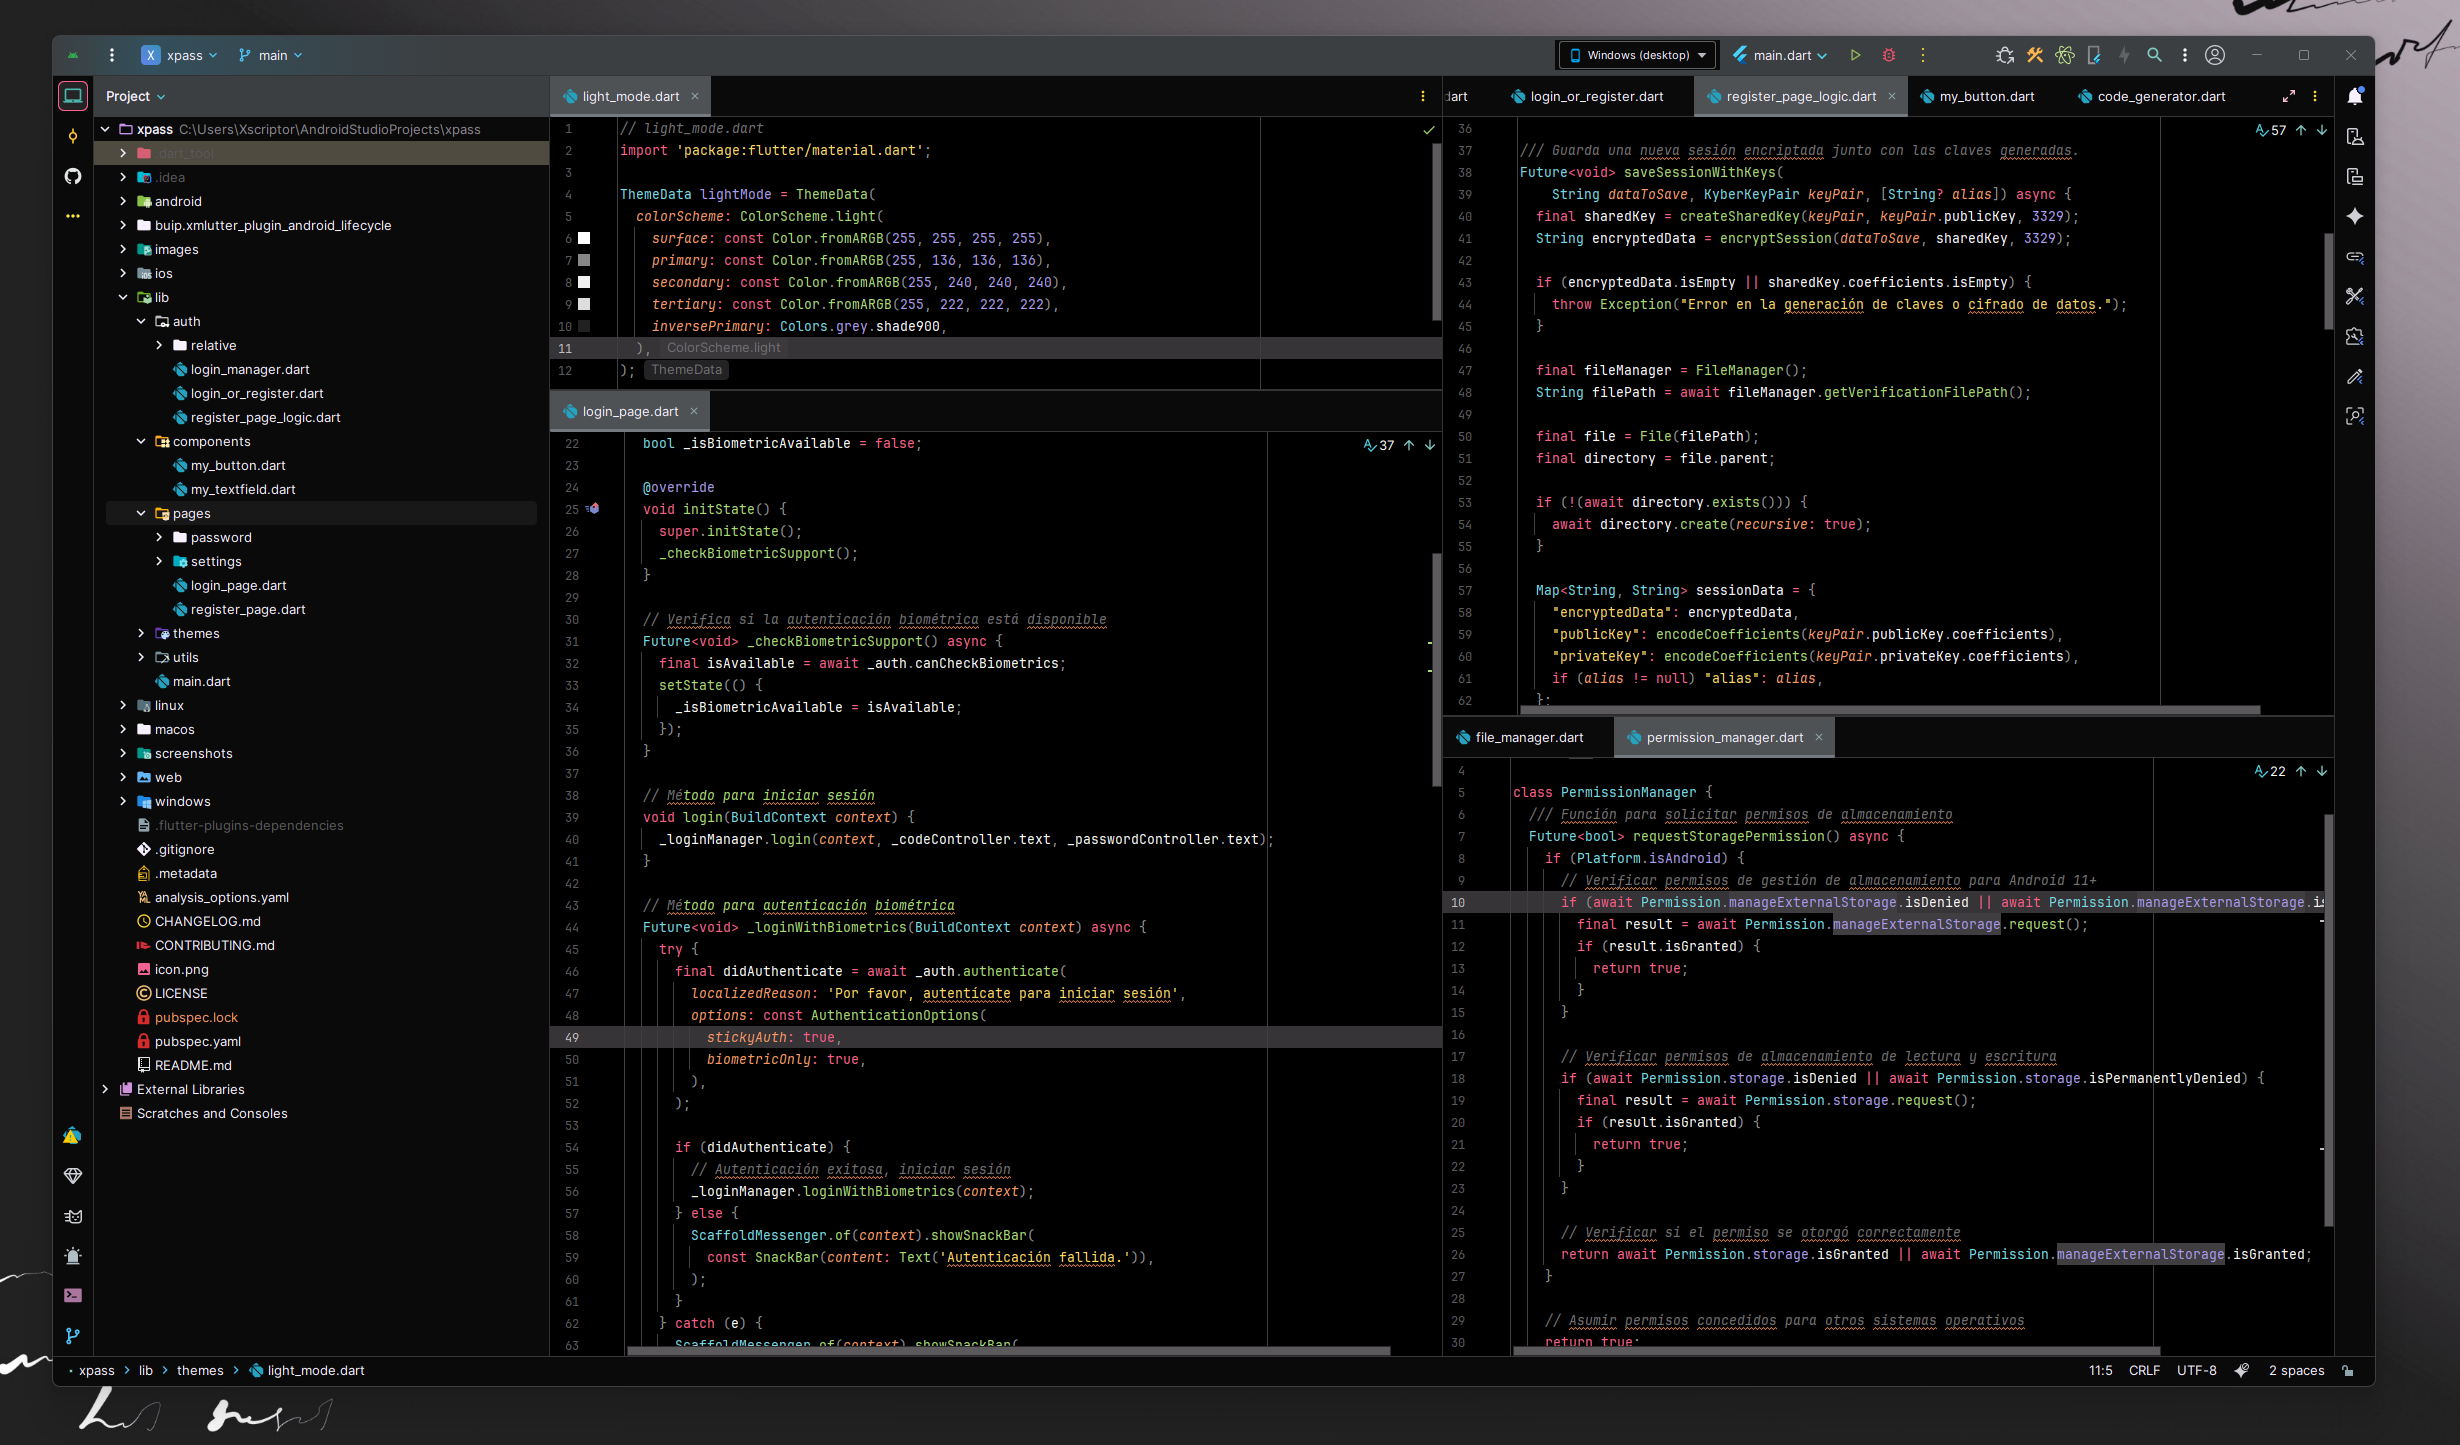 X xpass main
Windows (desktop) main.dart
Project
xpass C:\Users\Xscriptor\AndroidStudioProjects\xpass
.dart_tool
.idea
android
buip.xmlutter_plugin_android_lifecycle
images
ios
lib
auth
relative
login_manager.dart
login_or_register.dart
register_page_logic.dart
components
my_button.dart
my_textfield.dart
pages
password
settings
login_page.dart
register_page.dart
themes
utils
main.dart
linux
macos
screenshots
web
windows
.flutter-plugins-dependencies
.gitignore
.metadata
analysis_options.yaml
CHANGELOG.md
CONTRIBUTING.md
icon.png
LICENSE
pubspec.lock
pubspec.yaml
README.md
External Libraries
Scratches and Consoles
light_mode.dart
1 // light_mode.dart
2 import 'package:flutter/material.dart';
3
4 ThemeData lightMode = ThemeData(
5 colorScheme: ColorScheme.light(
6 surface: const Color.fromARGB(255, 255, 255, 255),
7 primary: const Color.fromARGB(255, 136, 136, 136),
8 secondary: const Color.fromARGB(255, 240, 240, 240),
9 tertiary: const Color.fromARGB(255, 222, 222, 222),
10 inversePrimary: Colors.grey.shade900,
11 ), ColorScheme.light
12 ); ThemeData
login_page.dart
37
22 bool _isBiometricAvailable = false;
23
24 @override
25 void initState() {
26 super.initState();
27 _checkBiometricSupport();
28 }
29
30 // Verifica si la autenticación biométrica está disponible
31 Future<void> _checkBiometricSupport() async {
32 final isAvailable = await _auth.canCheckBiometrics;
33 setState(() {
34 _isBiometricAvailable = isAvailable;
35 });
36 }
37
38 // Método para iniciar sesión
39 void login(BuildContext context) {
40 _loginManager.login(context, _codeController.text, _passwordController.text);
41 }
42
43 // Método para autenticación biométrica
44 Future<void> _loginWithBiometrics(BuildContext context) async {
45 try {
46 final didAuthenticate = await _auth.authenticate(
47 localizedReason: 'Por favor, autentícate para iniciar sesión',
48 options: const AuthenticationOptions(
49 stickyAuth: true,
50 biometricOnly: true,
51 ),
52 );
53
54 if (didAuthenticate) {
55 // Autenticación exitosa, iniciar sesión
56 _loginManager.loginWithBiometrics(context);
57 } else {
58 ScaffoldMessenger.of(context).showSnackBar(
59 const SnackBar(content: Text('Autenticación fallida.')),
60 );
61 }
62 } catch (e) {
63 ScaffoldMessenger.of(context).showSnackBar(
dart login_or_register.dart register_page_logic.dart my_button.dart code_generator.dart
57
36
37 /// Guarda una nueva sesión encriptada junto con las claves generadas.
38 Future<void> saveSessionWithKeys(
39 String dataToSave, KyberKeyPair keyPair, [String? alias]) async {
40 final sharedKey = createSharedKey(keyPair, keyPair.publicKey, 3329);
41 String encryptedData = encryptSession(dataToSave, sharedKey, 3329);
42
43 if (encryptedData.isEmpty || sharedKey.coefficients.isEmpty) {
44 throw Exception("Error en la generación de claves o cifrado de datos.");
45 }
46
47 final fileManager = FileManager();
48 String filePath = await fileManager.getVerificationFilePath();
49
50 final file = File(filePath);
51 final directory = file.parent;
52
53 if (!(await directory.exists())) {
54 await directory.create(recursive: true);
55 }
56
57 Map<String, String> sessionData = {
58 "encryptedData": encryptedData,
59 "publicKey": encodeCoefficients(keyPair.publicKey.coefficients),
60 "privateKey": encodeCoefficients(keyPair.privateKey.coefficients),
61 if (alias != null) "alias": alias,
62 };
file_manager.dart permission_manager.dart
22
4
5 class PermissionManager {
6 /// Función para solicitar permisos de almacenamiento
7 Future<bool> requestStoragePermission() async {
8 if (Platform.isAndroid) {
9 // Verificar permisos de gestión de almacenamiento para Android 11+
10 if (await Permission.manageExternalStorage.isDenied || await Permission.manageExternalStorage.is
11 final result = await Permission.manageExternalStorage.request();
12 if (result.isGranted) {
13 return true;
14 }
15 }
16
17 // Verificar permisos de almacenamiento de lectura y escritura
18 if (await Permission.storage.isDenied || await Permission.storage.isPermanentlyDenied) {
19 final result = await Permission.storage.request();
20 if (result.isGranted) {
21 return true;
22 }
23 }
24
25 // Verificar si el permiso se otorgó correctamente
26 return await Permission.storage.isGranted || await Permission.manageExternalStorage.isGranted;
27 }
28
29 // Asumir permisos concedidos para otros sistemas operativos
30 return true;
xpass > lib > themes > light_mode.dart
11:5 CRLF UTF-8 2 spaces